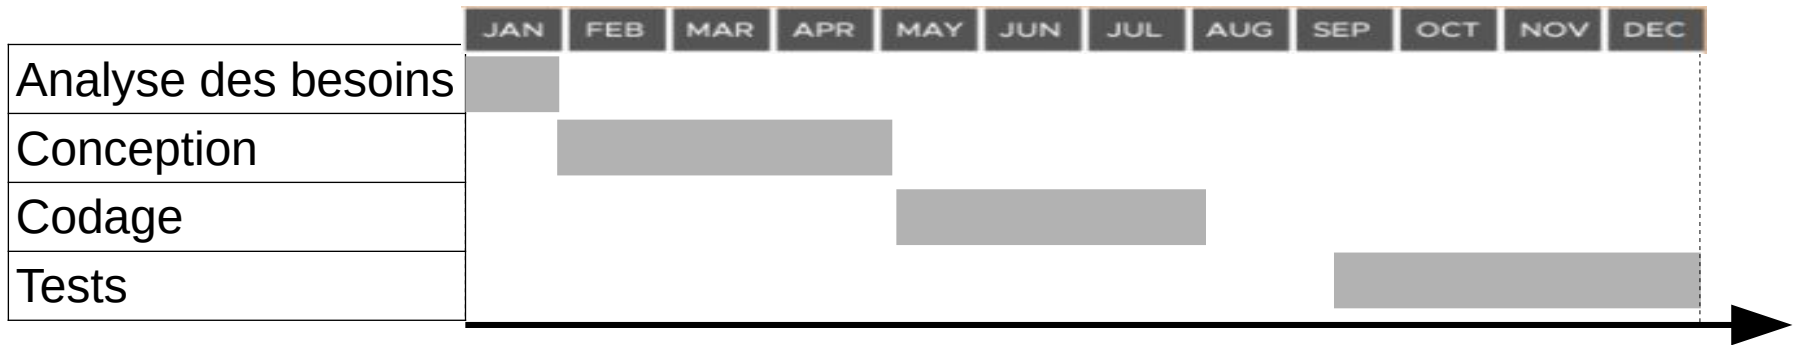 JAN FEB MAR APR MAY JUN JUL AUG SEP OCT NOV DEC
Analyse des besoins
Conception
Codage
Tests